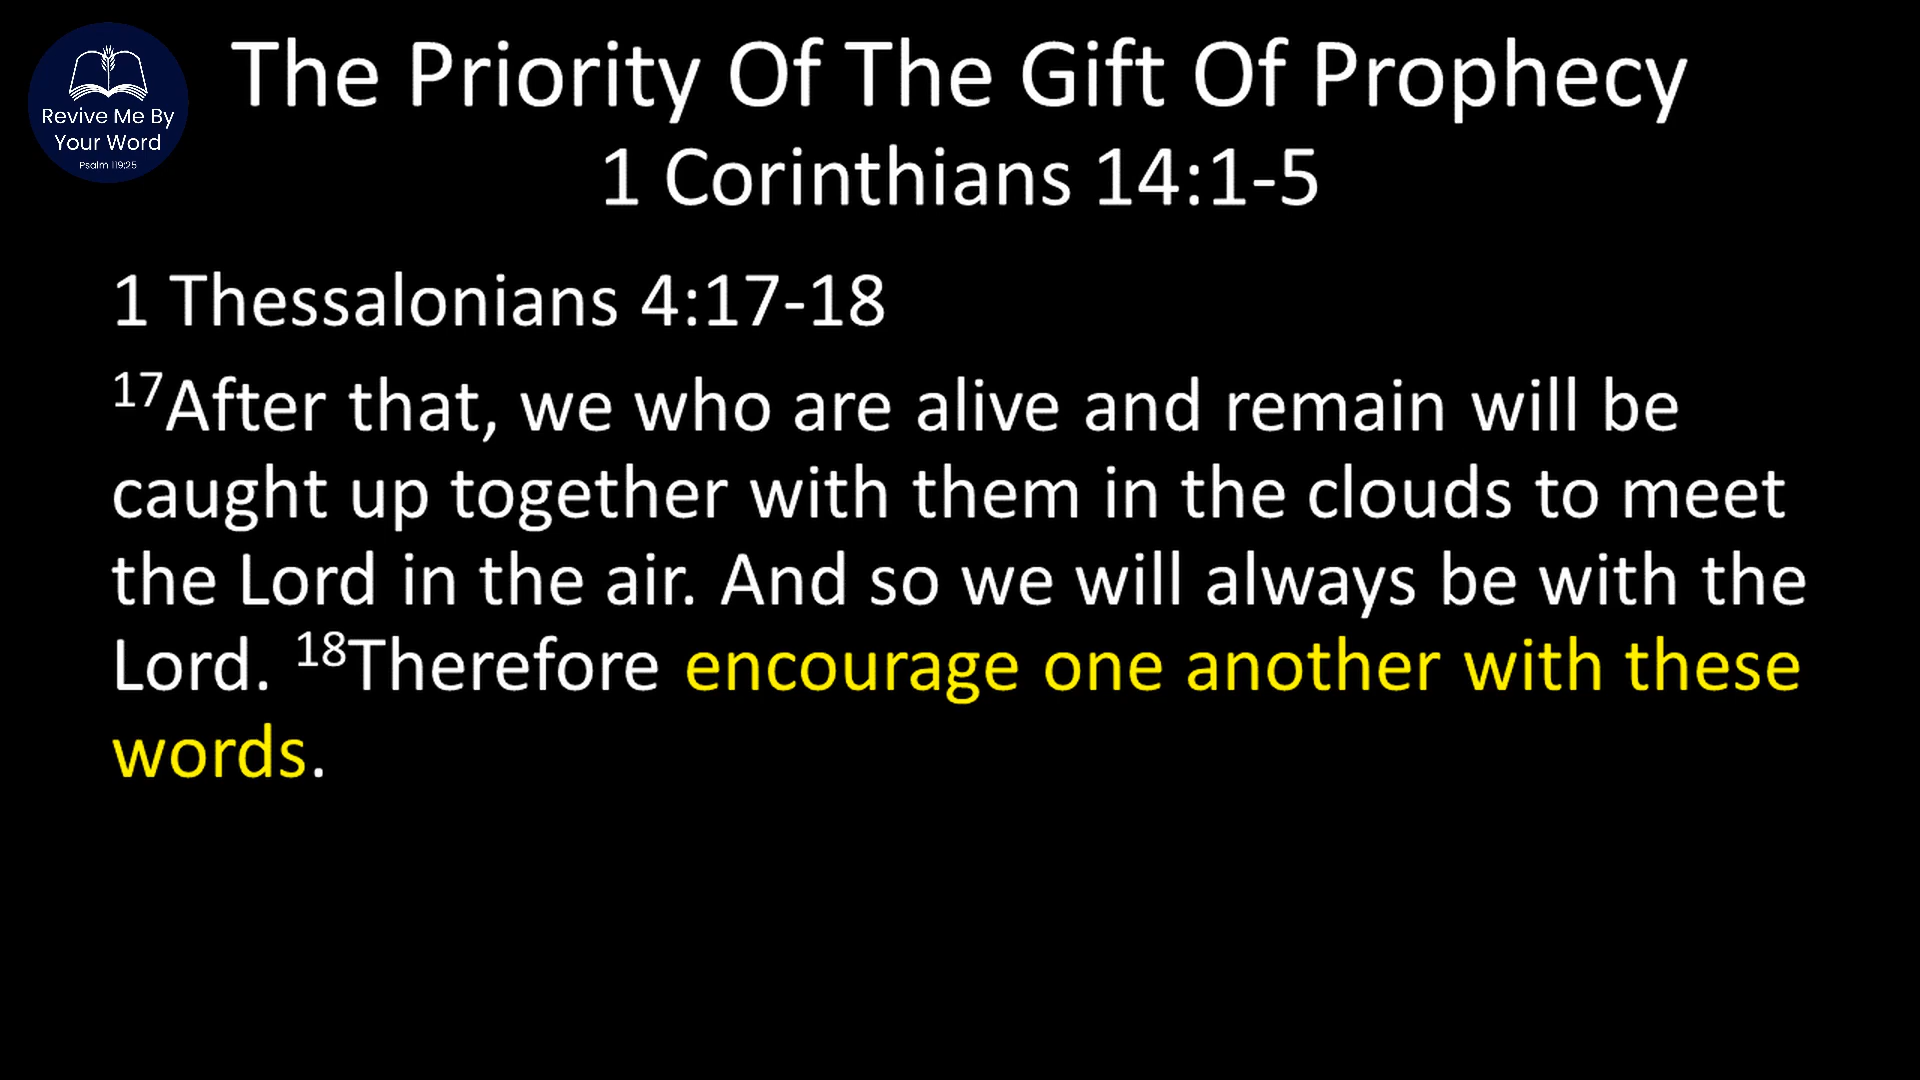 Revive Me By
Your Word
Psalm 119:25
The Priority Of The Gift Of Prophecy
1 Corinthians 14:1-5
1 Thessalonians 4:17-18
17After that, we who are alive and remain will be
caught up together with them in the clouds to meet
the Lord in the air. And so we will always be with the
Lord. 18Therefore encourage one another with these
words.